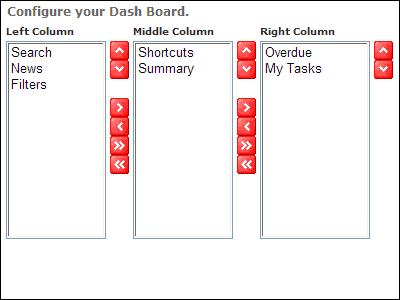 Configure your Dash Board.
Left Column
Middle Column
Right Column
Search
News
Filters
Shortcuts
Summary
Overdue
My Tasks